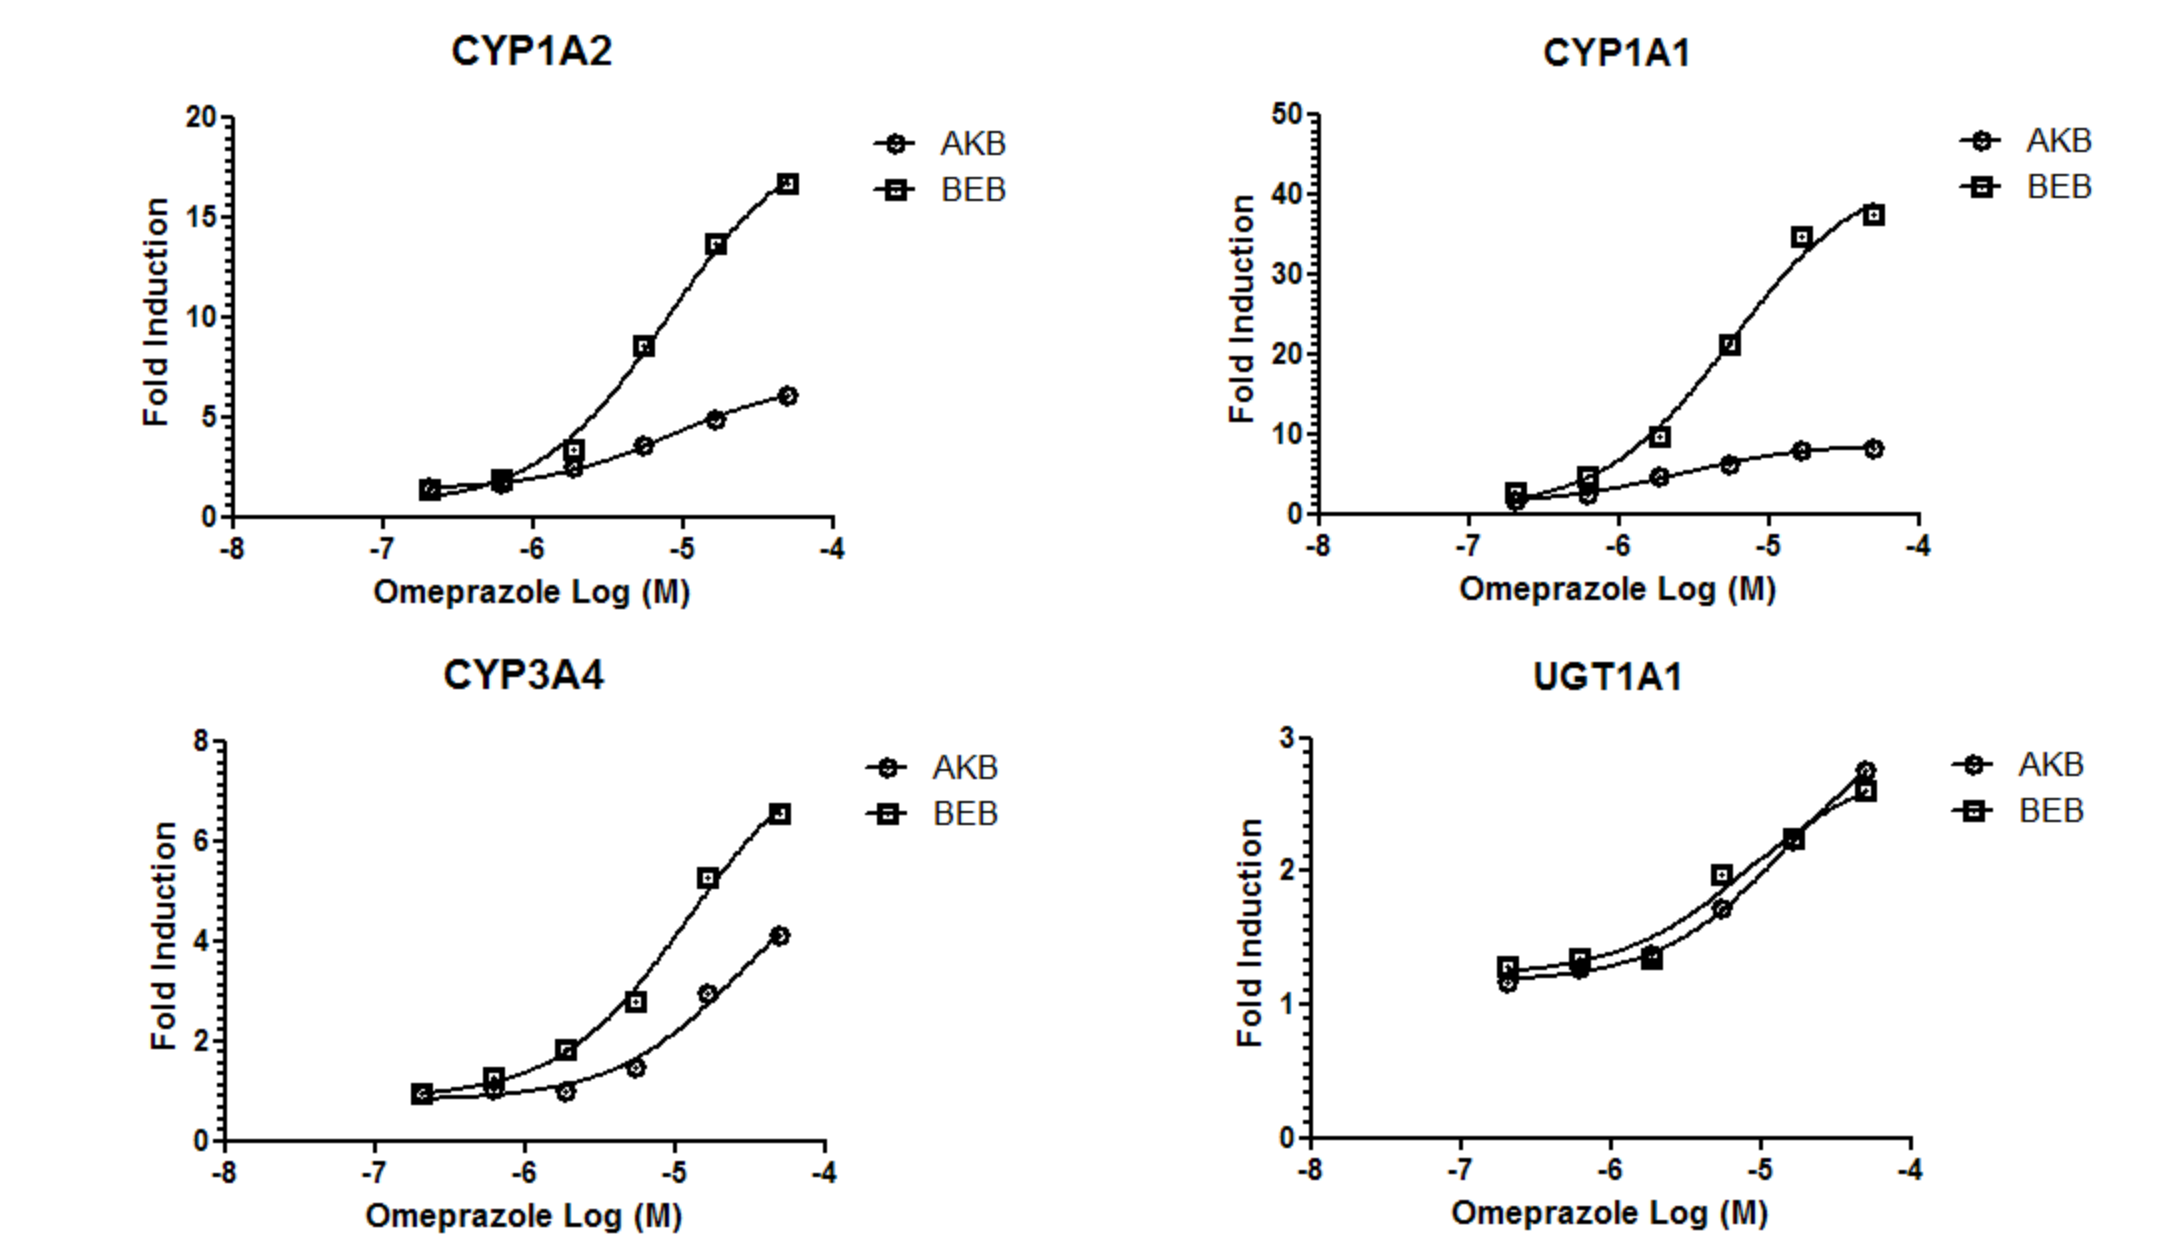 CYP1A2
20
15
10
5
0
-8 -7 -6 -5 -4
Fold Induction
Omeprazole Log (M)
AKB
BEB
CYP1A1
50
40
30
20
10
0
-8 -7 -6 -5 -4
Fold Induction
Omeprazole Log (M)
AKB
BEB
CYP3A4
8
6
4
2
0
-8 -7 -6 -5 -4
Fold Induction
Omeprazole Log (M)
AKB
BEB
UGT1A1
3
2
1
0
-8 -7 -6 -5 -4
Fold Induction
Omeprazole Log (M)
AKB
BEB